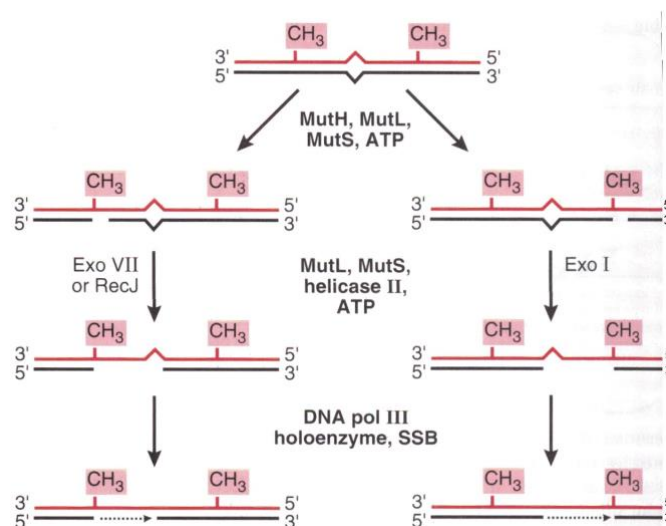 CH3 CH3
3' 5'
5' 3'
MutH, MutL,
MutS, ATP
CH3 CH3
3' 5'
5' 3'
CH3 CH3
3' 5'
5' 3'
Exo VII
or RecJ
MutL, MutS,
helicase II,
ATP
Exo I
CH3 CH3
3' 5'
5' 3'
CH3 CH3
3'
5'
DNA pol III
holoenzyme, SSB
CH3 CH3
3' 5'
5' 3'
CH3 CH3
3'
5'